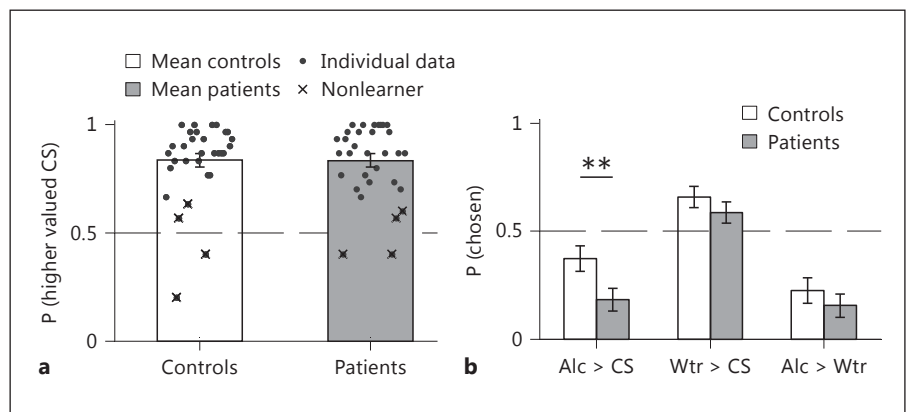 Mean controls
Individual data
Mean patients
Nonlearner
P (higher valued CS)
1
0.5
0
Controls
Patients
a
Controls
Patients
P (chosen)
1
0.5
0
**
Alc > CS
Wtr > CS
Alc > Wtr
b